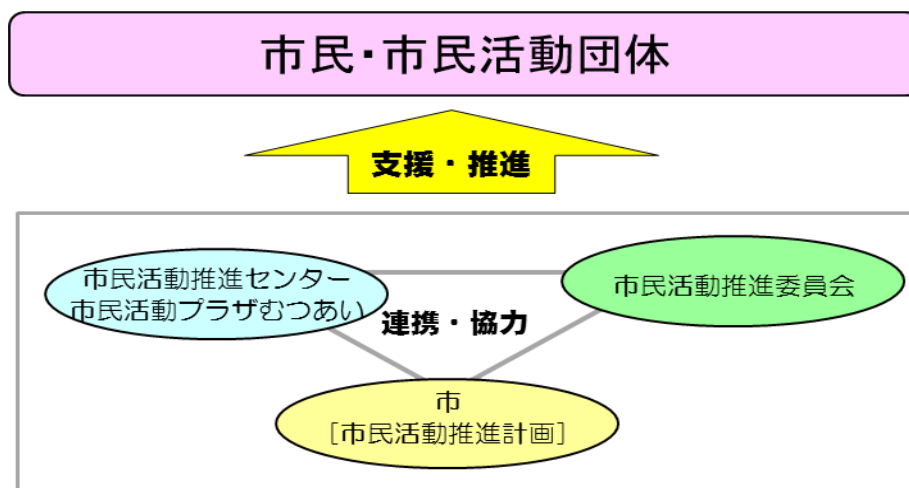 市民・市民活動団体
支援・推進
市民活動推進センター
市民活動プラザむつあい
市民活動推進委員会
連携・協力
市
[市民活動推進計画]